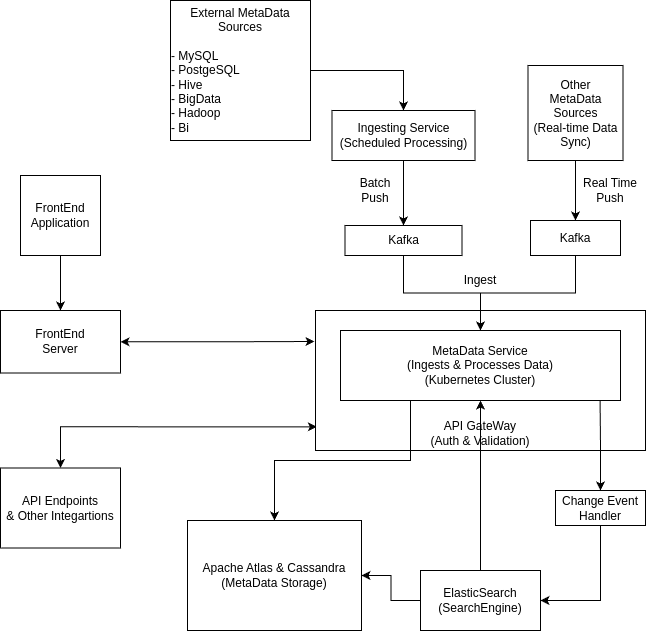 External MetaData
Sources
- MySQL
- PostgeSQL
- Hive
- BigData
- Hadoop
- Bi
Other
MetaData
Sources
(Real-time Data
Sync)
Ingesting Service
(Scheduled Processing)
Batch
Push
Real Time
Push
FrontEnd
Application
Kafka
Kafka
Ingest
FrontEnd
Server
MetaData Service
(Ingests & Processes Data)
(Kubernetes Cluster)
API GateWay
(Auth & Validation)
API Endpoints
& Other Integartions
Change Event
Handler
Apache Atlas & Cassandra
(MetaData Storage)
ElasticSearch
(SearchEngine)